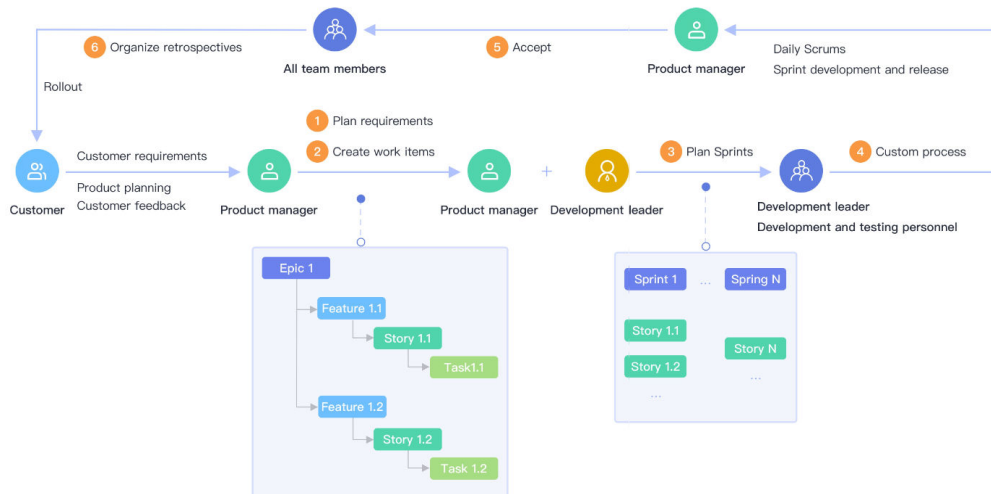 6 Organize retrospectives
5 Accept
All team members
Product manager
Daily Scrums
Sprint development and release
Rollout
1 Plan requirements
2 Create work items
3 Plan Sprints
4 Custom process
Customer requirements
Product planning
Customer feedback
Customer
Product manager
Product manager
+
Development leader
Development leader
Development and testing personnel
Epic 1
Feature 1.1
Story 1.1
Task1.1
Feature 1.2
Story 1.2
Task 1.2
Sprint 1 ... Spring N
Story 1.1
Story N
Story 1.2
...
...